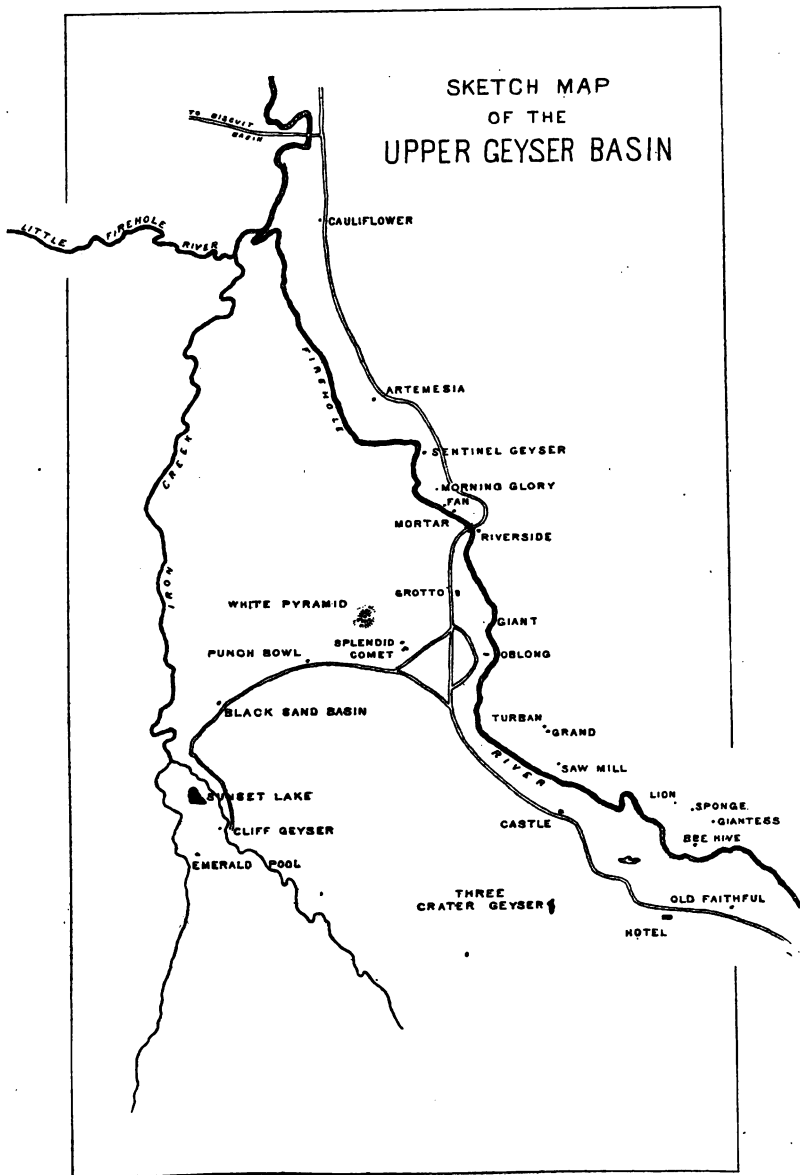 SKETCH MAP
OF THE
UPPER GEYSER BASIN
TO BISCUIT
BASIN
CAULIFLOWER
LITTLE FIREHOLE RIVER
FIREHOLE
ARTEMESIA
CREEK
SENTINEL GEYSER
MORNING GLORY
FAN
MORTAR
RIVERSIDE
IRON
GROTTO
WHITE PYRAMID
GIANT
SPLENDID
COMET
PUNCH BOWL
OBLONG
BLACK SAND BASIN
TURBAN
GRAND
RIVER
SAW MILL
SUNSET LAKE
LION
SPONGE
GIANTESS
CASTLE
CLIFF GEYSER
BEE HIVE
EMERALD POOL
THREE
CRATER GEYSER
OLD FAITHFUL
HOTEL